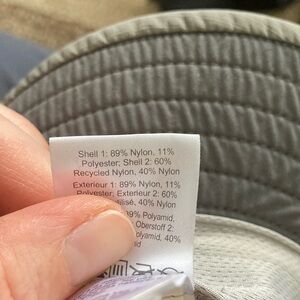 Shell 1: 89% Nylon, 11%
Polyester; Shell 2: 60%
Recycled Nylon, 40% Nylon
Exterieur 1: 89% Nylon, 11%
Polyester, Exterieur 2: 60%
40% Nylon
Polyamid,
Oberstoff 2:
40%